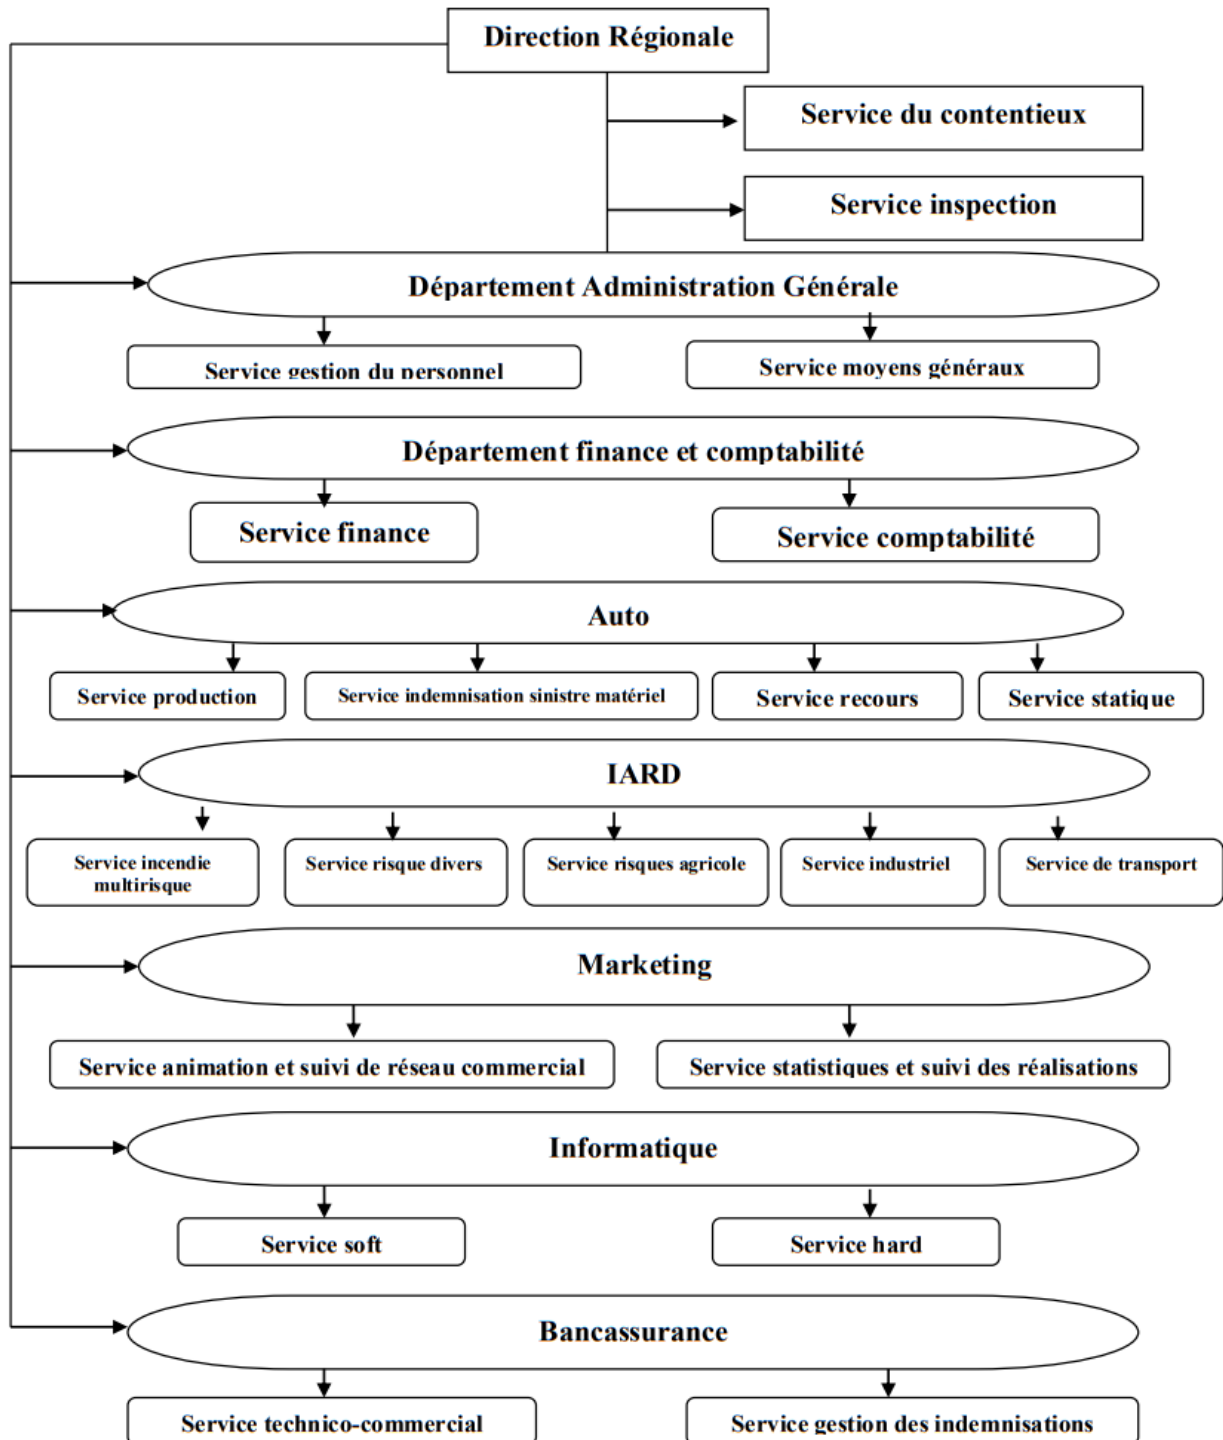 Direction Régionale
Service du contentieux
Service inspection
Département Administration Générale
Service gestion du personnel
Service moyens généraux
Département finance et comptabilité
Service finance
Service comptabilité
Auto
Service production
Service indemnisation sinistre matériel
Service recours
Service statique
IARD
Service incendie
multirisque
Service risque divers
Service risques agricole
Service industriel
Service de transport
Marketing
Service animation et suivi de réseau commercial
Service statistiques et suivi des réalisations
Informatique
Service soft
Service hard
Bancassurance
Service technico-commercial
Service gestion des indemnisations